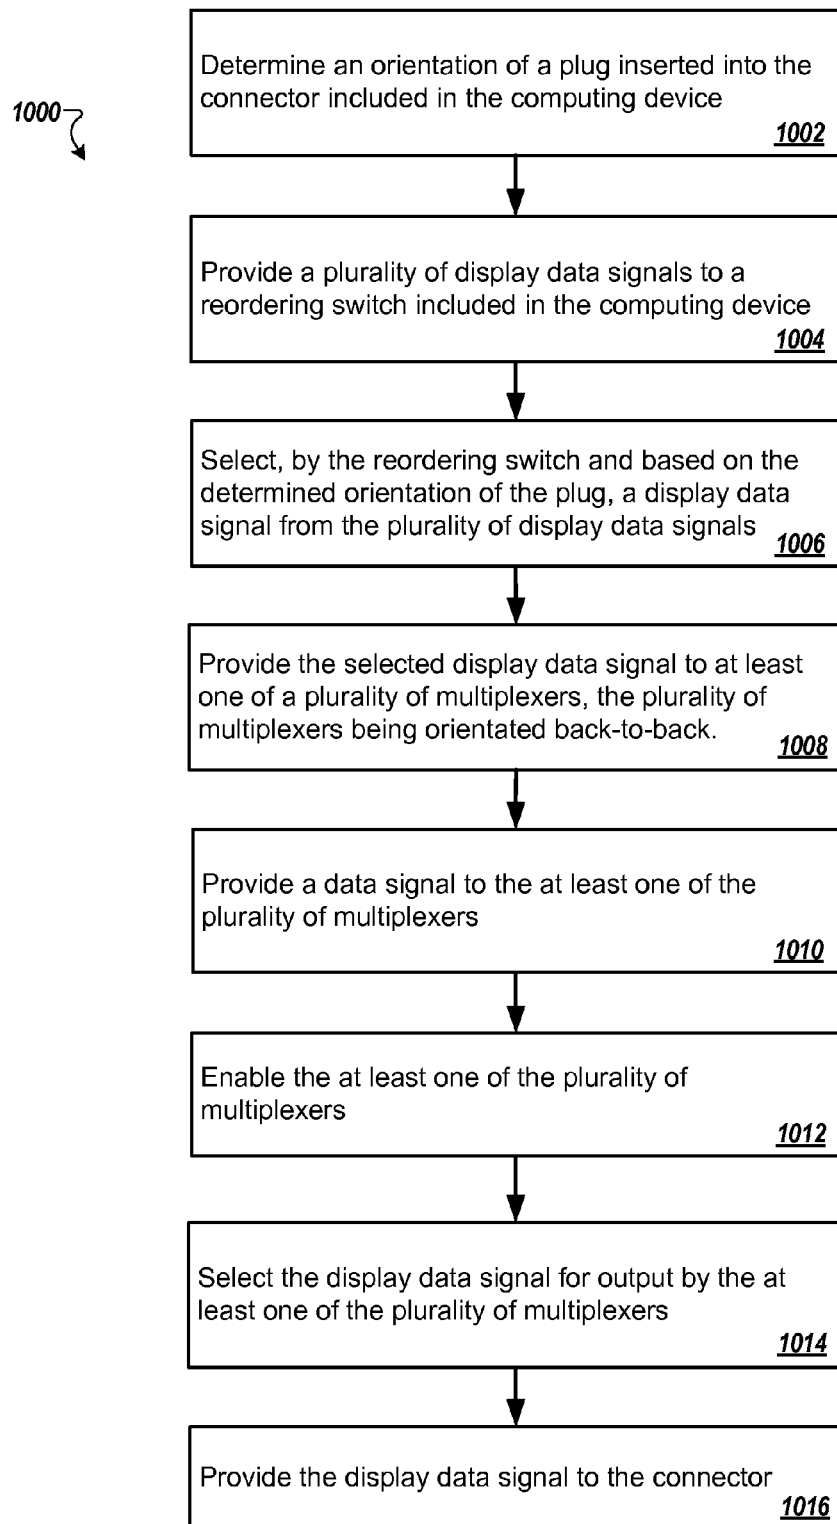 1000
Determine an orientation of a plug inserted into the
connector included in the computing device
1002
Provide a plurality of display data signals to a
reordering switch included in the computing device
1004
Select, by the reordering switch and based on the
determined orientation of the plug, a display data
signal from the plurality of display data signals
1006
Provide the selected display data signal to at least
one of a plurality of multiplexers, the plurality of
multiplexers being orientated back-to-back.
1008
Provide a data signal to the at least one of the
plurality of multiplexers
1010
Enable the at least one of the plurality of
multiplexers
1012
Select the display data signal for output by the at
least one of the plurality of multiplexers
1014
Provide the display data signal to the connector
1016